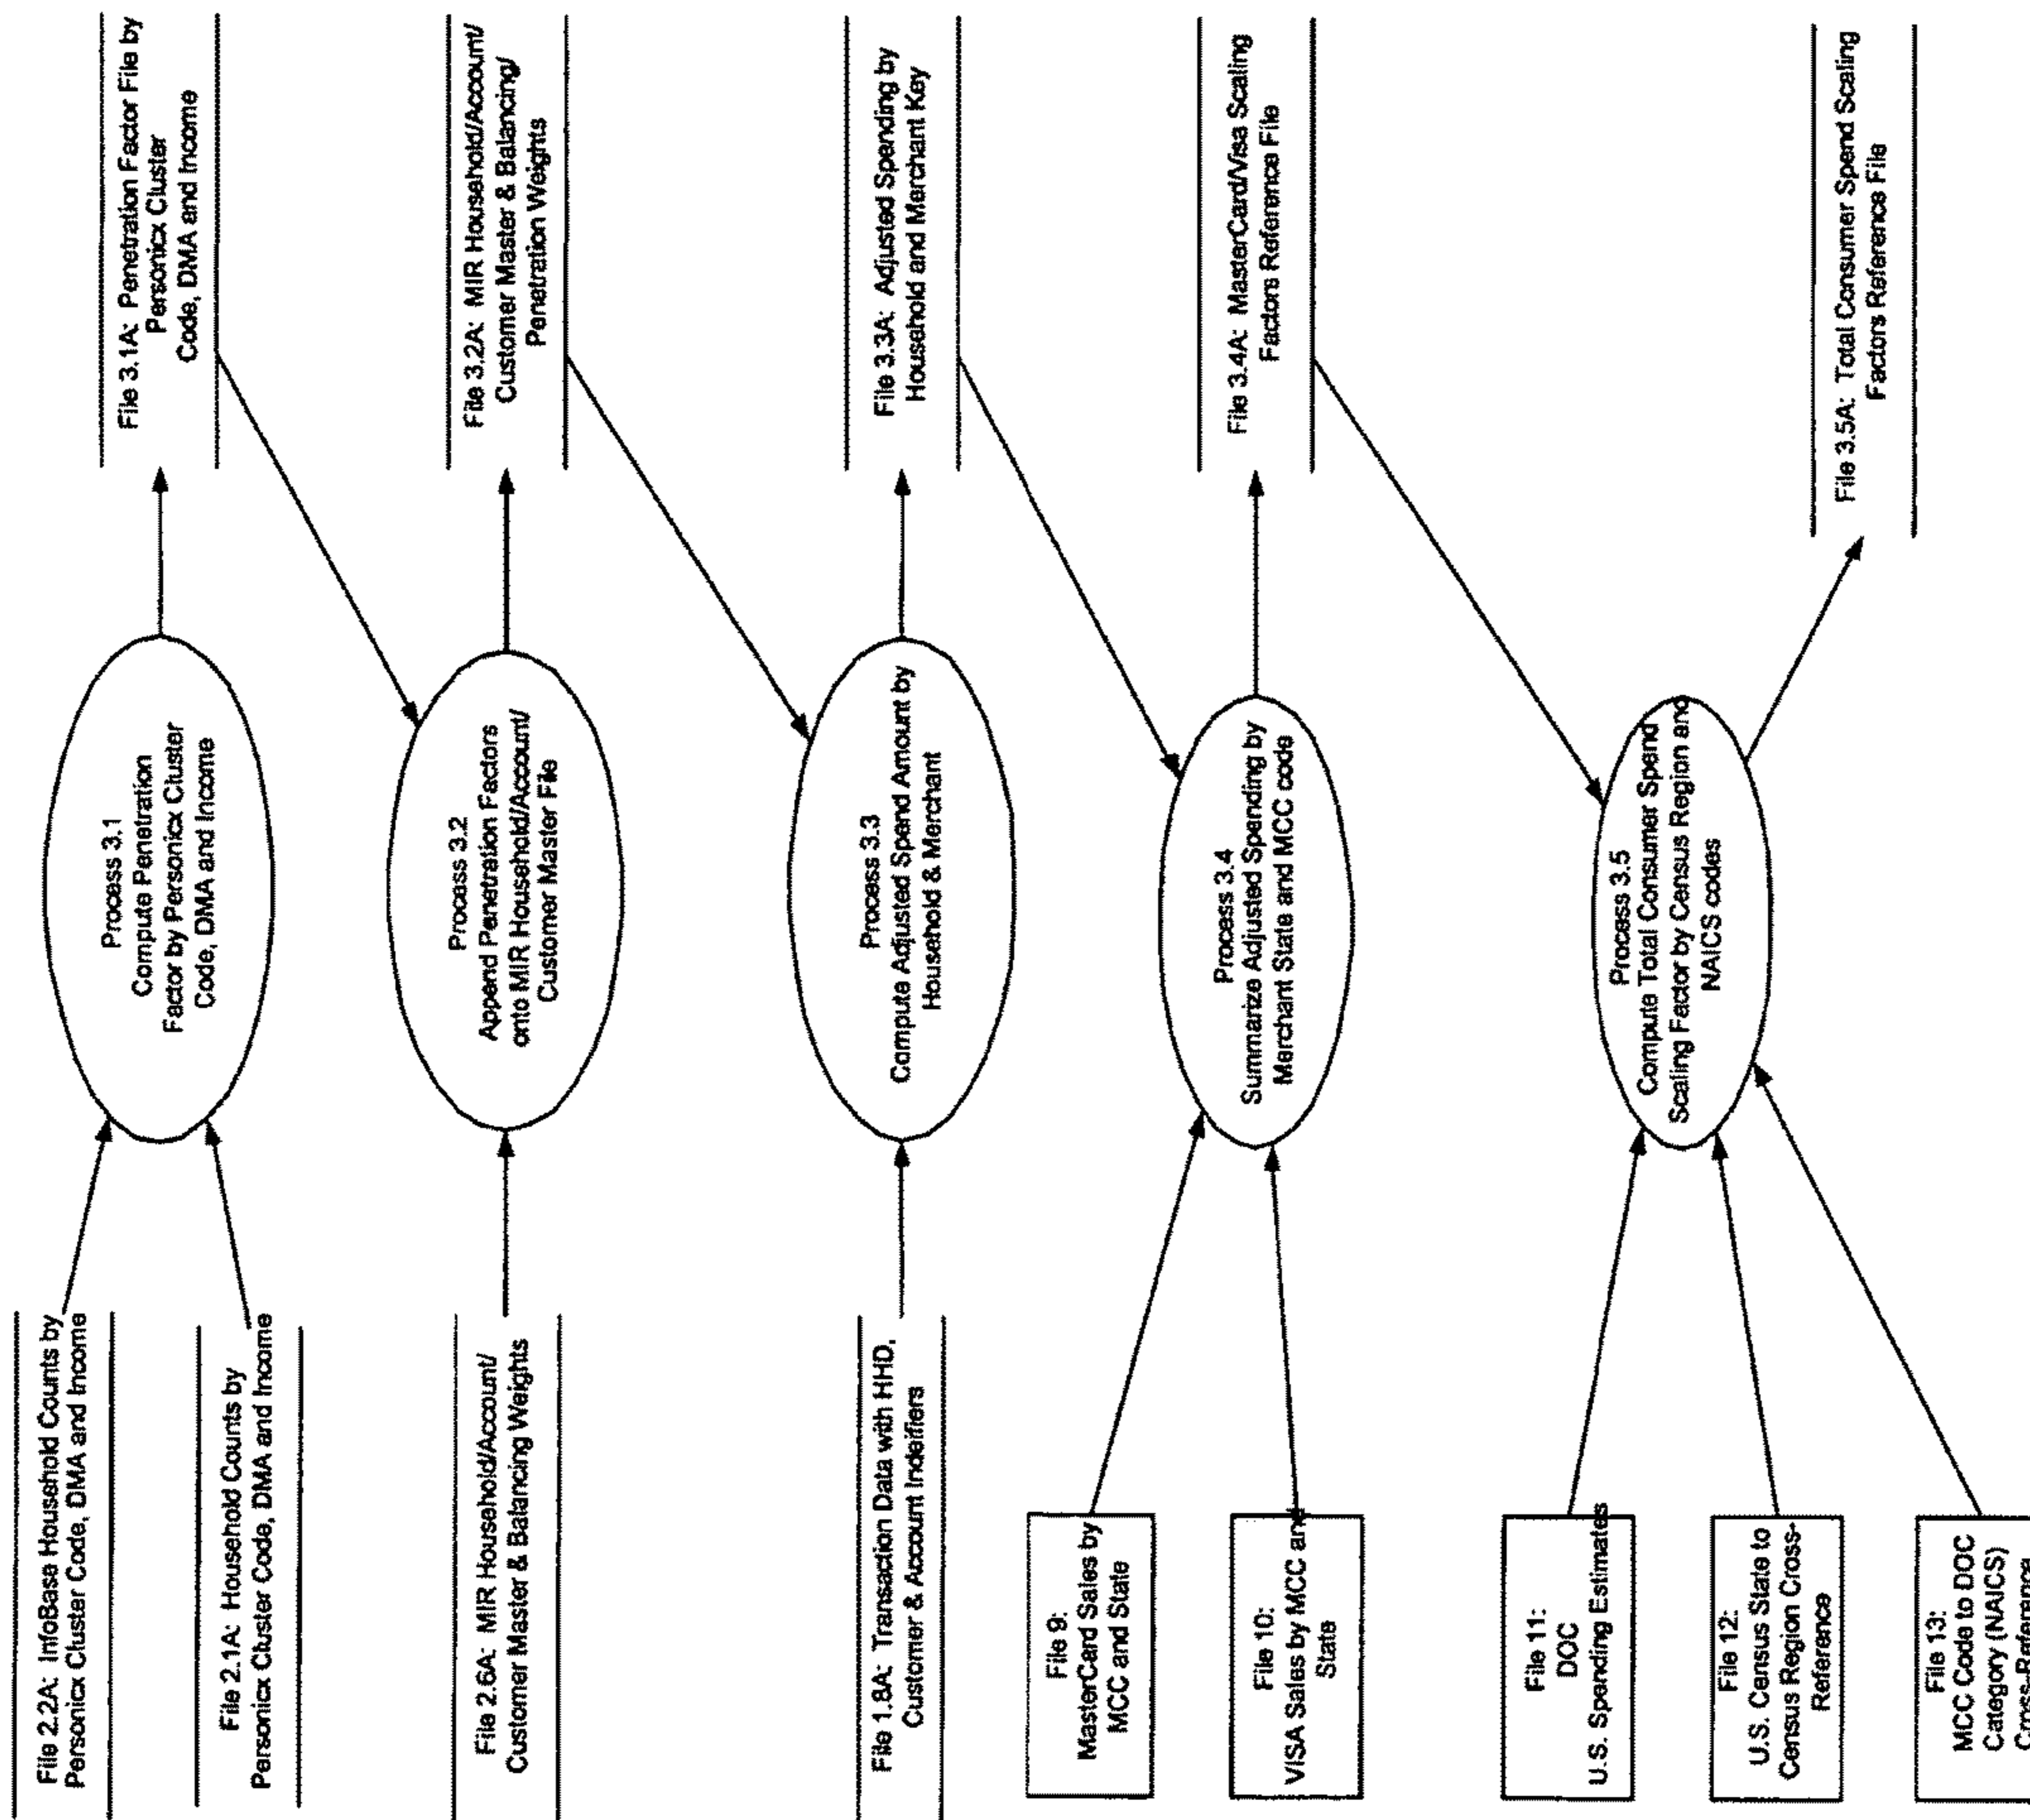 File 2.2A: InfoBase Household Counts by
Personicx Cluster Code, DMA and Income
File 2.1A: Household Counts by
Personicx Cluster Code, DMA and Income
Process 3.1
Compute Penetration
Factor by Personicx Cluster
Code, DMA and Income
File 3.1A: Penetration Factor File by
Personicx Cluster
Code, DMA and Income
File 2.6A: MIR Household/Account/
Customer Master & Balancing Weights
Process 3.2
Append Penetration Factors
onto MIR Household/Account/
Customer Master File
File 3.2A: MIR Household/Account/
Customer Master & Balancing/
Penetration Weights
File 1.8A: Transaction Data with HHD,
Customer & Account Indeifiers
Process 3.3
Compute Adjusted Spend Amount by
Household & Merchant
File 3.3A: Adjusted Spending by
Household and Merchant Key
File 9:
MasterCard Sales by
MCC and State
File 10:
VISA Sales by MCC and
State
Process 3.4
Summarize Adjusted Spending by
Merchant State and MCC code
File 3.4A: MasterCard/Visa Scaling
Factors Reference File
File 11:
DOC
U.S. Spending Estimates
File 12:
U.S. Census State to
Census Region Cross-
Reference
File 13:
MCC Code to DOC
Category (NAICS)
Cross-Reference
Process 3.5
Compute Total Consumer Spend
Scaling Factor by Census Region and
NAICS codes
File 3.5A: Total Consumer Spend Scaling
Factors Reference File